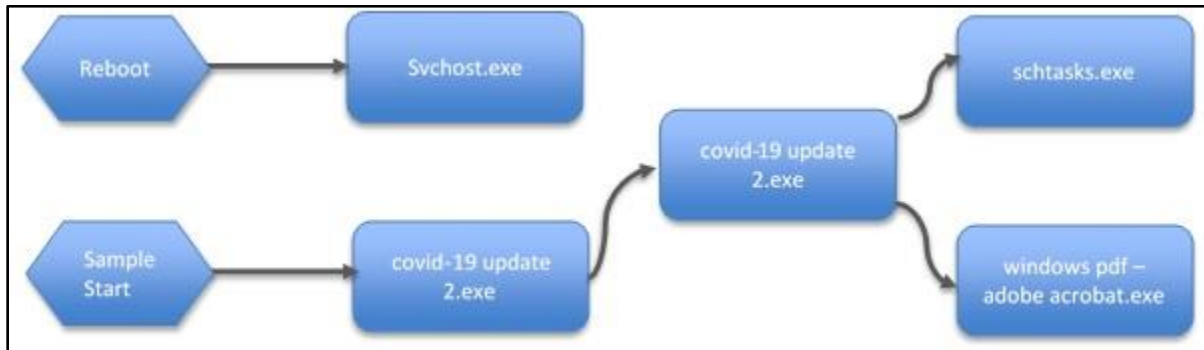 Reboot
Svchost.exe
schtasks.exe
covid-19 update
2.exe
Sample
Start
covid-19 update
2.exe
windows pdf –
adobe acrobat.exe